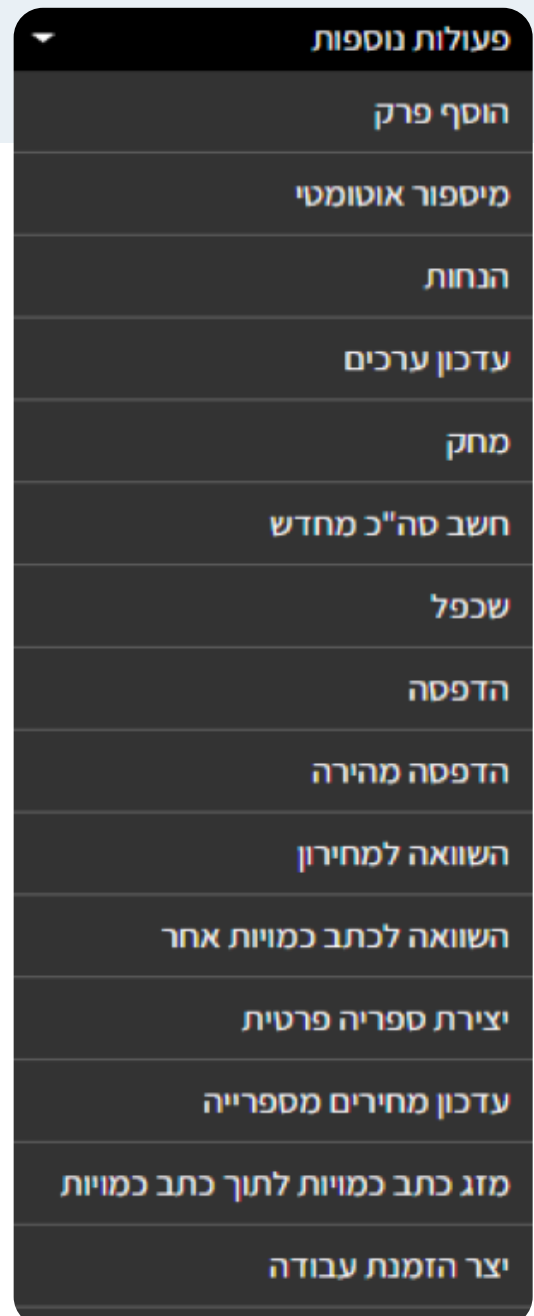 פעולות נוספות
הוסף פרק
מיספור אוטומטי
הנחות
עדכון ערכים
מחק
חשב סה"כ מחדש
שכפל
הדפסה
הדפסה מהירה
השוואה למחירון
השוואה לכתב כמויות אחר
יצירת ספריה פרטית
עדכון מחירים מספרייה
מזג כתב כמויות לתוך כתב כמויות
יצר הזמנת עבודה